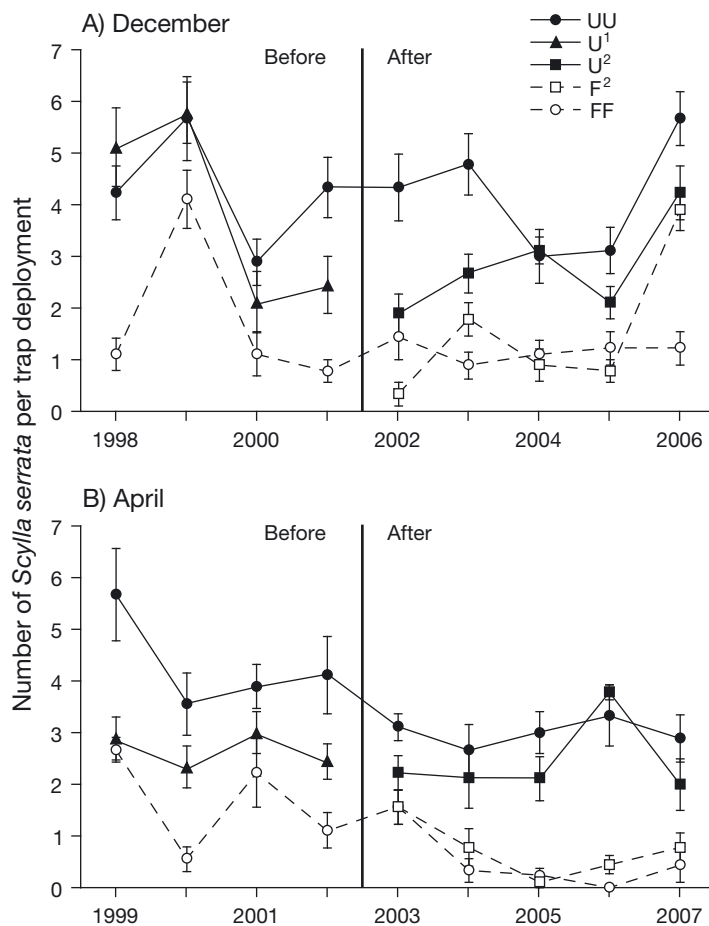 A) December
UU
U¹
U²
F²
FF
Before
After
7
6
5
4
3
2
1
0
1998
2000
2002
2004
2006
Number of Scylla serrata per trap deployment
B) April
Before
After
7
6
5
4
3
2
1
0
1999
2001
2003
2005
2007